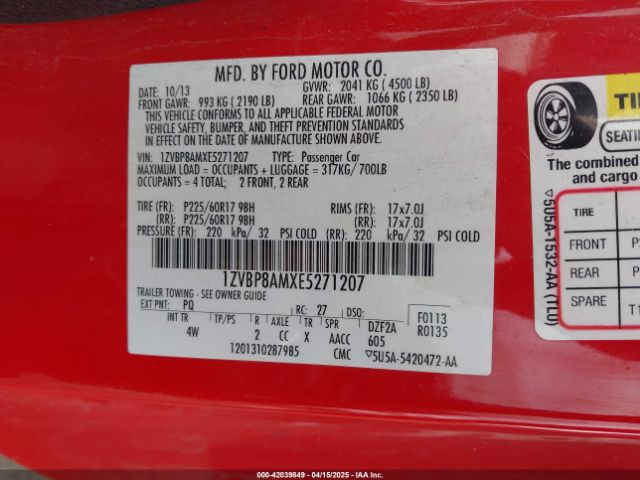 MFD. BY FORD MOTOR CO.
DATE: 10/13 GVWR: 2041 KG ( 4500 LB)
FRONT GAWR: 993 KG ( 2190 LB) REAR GAWR: 1066 KG ( 2350 LB)
THIS VEHICLE CONFORMS TO ALL APPLICABLE FEDERAL MOTOR
VEHICLE SAFETY, BUMPER, AND THEFT PREVENTION STANDARDS
IN EFFECT ON THE DATE OF MANUFACTURE SHOWN ABOVE.
VIN: 1ZVBP8AMXE5271207 TYPE: Passenger Car
MAXIMUM LOAD = OCCUPANTS + LUGGAGE = 317KG/ 700LB
OCCUPANTS = 4 TOTAL; 2 FRONT, 2 REAR
TIRE (FR): P225/60R17 98H RIMS (FR): 17x7.0J
(RR): P225/60R17 98H (RR): 17x7.0J
PRESSURE (FR): 220 kPa/ 32 PSI COLD (RR): 220 kPa/ 32 PSI COLD
1ZVBP8AMXE5271207
TRAILER TOWING - SEE OWNER GUIDE
EXT PNT: PQ RC: 27 DSO: F0113
INT TR TP/PS R AXLE TR SPR DZF2A R0135
4W 2 CC X AACC 605
1201310287985 CMC ▽5U5A-5420472-AA
TI
SEATIN
The combined
and cargo
TIRE
FRONT P
REAR P
SPARE T1
▽5U5A-1532-AA (TLU)
000-42039849 - 04/15/2025 - IAAI.COM